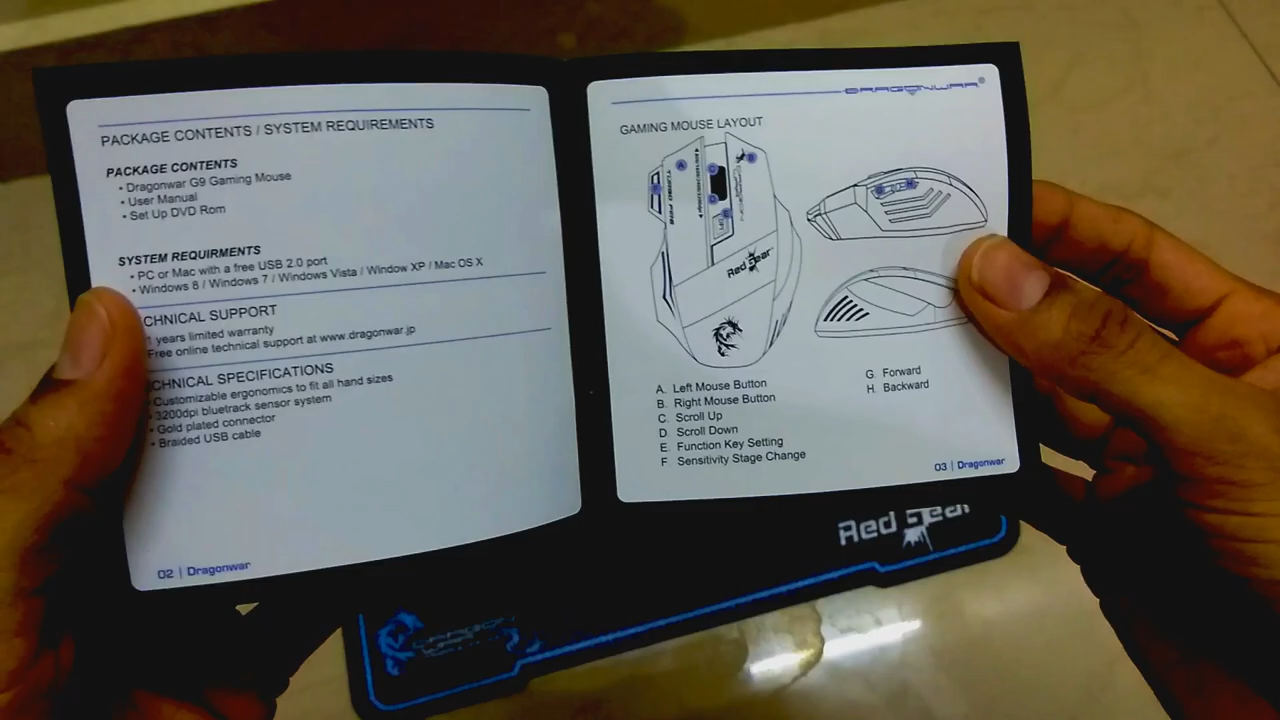 PACKAGE CONTENTS / SYSTEM REQUIREMENTS
PACKAGE CONTENTS
• Dragonwar G9 Gaming Mouse
• User Manual
• Set Up DVD Rom
SYSTEM REQUIRMENTS
• PC or Mac with a free USB 2.0 port
• Windows 8 / Windows 7 / Windows Vista / Window XP / Mac OS X
CHNICAL SUPPORT
1 years limited warranty
Free online technical support at www.dragonwar.jp
CHNICAL SPECIFICATIONS
• Customizable ergonomics to fit all hand sizes
• 3200dpi bluetrack sensor system
• Gold plated connector
• Braided USB cable
02 | Dragonwar
DRAGONWAR®
GAMING MOUSE LAYOUT
TURBO FIRE
Red Gear
A. Left Mouse Button
B. Right Mouse Button
C. Scroll Up
D. Scroll Down
E. Function Key Setting
F Sensitivity Stage Change
G. Forward
H. Backward
03 | Dragonwar
Red Gear
DRAGON WAR